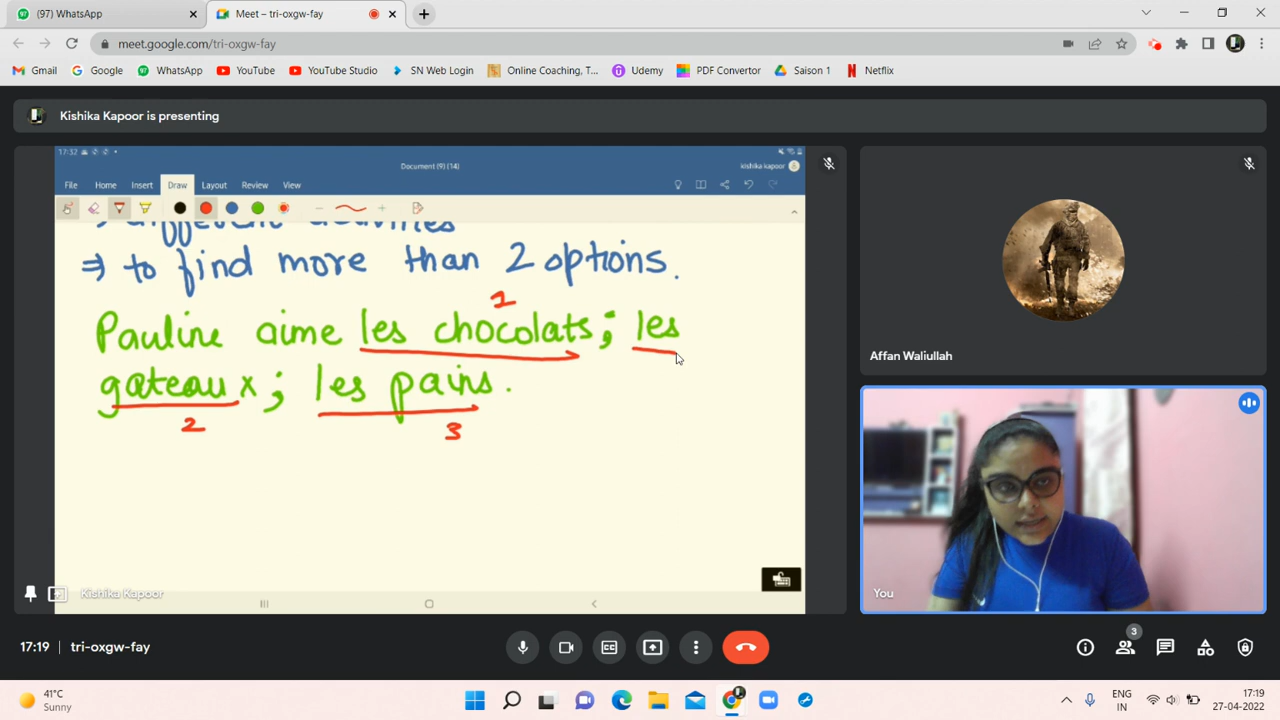 (97) WhatsApp
Meet – tri-oxgw-fay
meet.google.com/tri-oxgw-fay
Gmail
Google
WhatsApp
YouTube
YouTube Studio
SN Web Login
Online Coaching, T...
Udemy
PDF Convertor
Saison 1
Netflix
Kishika Kapoor is presenting
17:32
Document (9) (14)
kishika kapoor
File Home Insert Draw Layout Review View
→ different activities
⇒ to find more than 2 options.
1
Pauline aime les chocolats; les
gateaux; les pains.
2
3
Kishika Kapoor
Affan Waliullah
You
17:19 | tri-oxgw-fay
3
41°C
Sunny
ENG
IN
17:19
27-04-2022